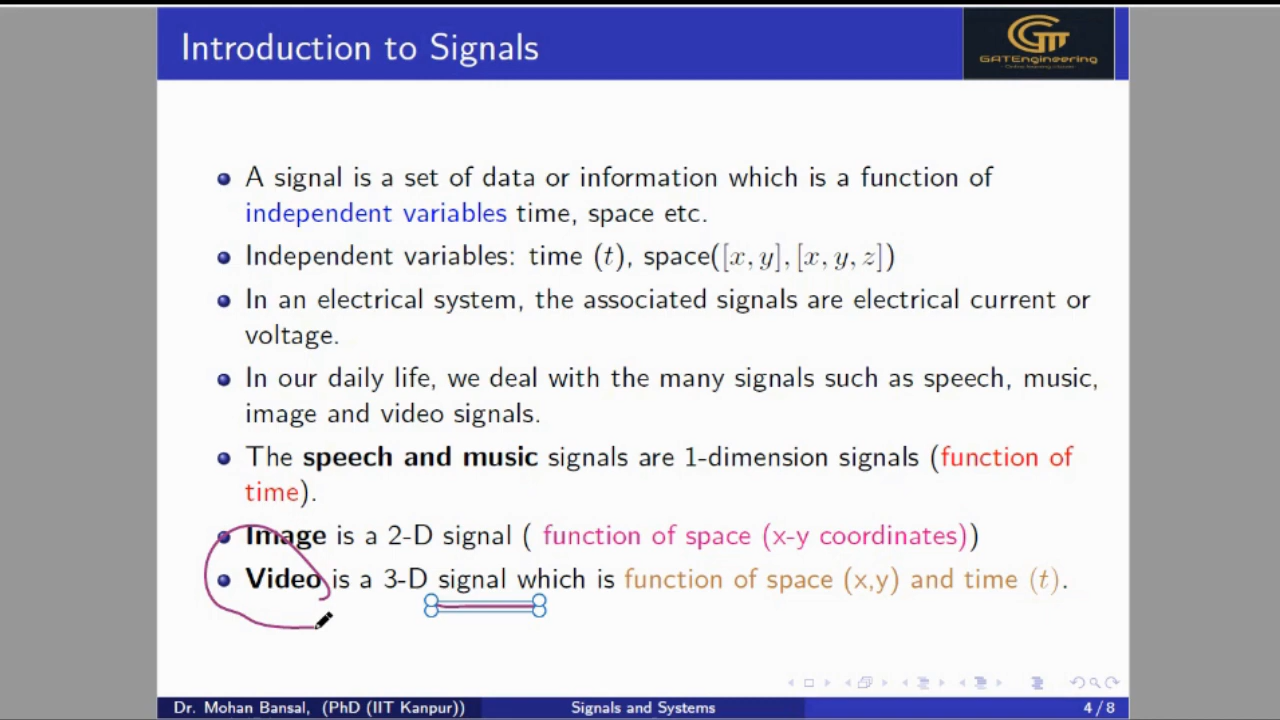 Introduction to Signals
GATEngineering
A signal is a set of data or information which is a function of
independent variables time, space etc.
Independent variables: time (t), space([x, y], [x, y, z])
In an electrical system, the associated signals are electrical current or
voltage.
In our daily life, we deal with the many signals such as speech, music,
image and video signals.
The speech and music signals are 1-dimension signals (function of
time).
Image is a 2-D signal ( function of space (x-y coordinates))
Video is a 3-D signal which is function of space (x,y) and time (t).
Dr. Mohan Bansal, (PhD (IIT Kanpur)) Signals and Systems 4 / 8